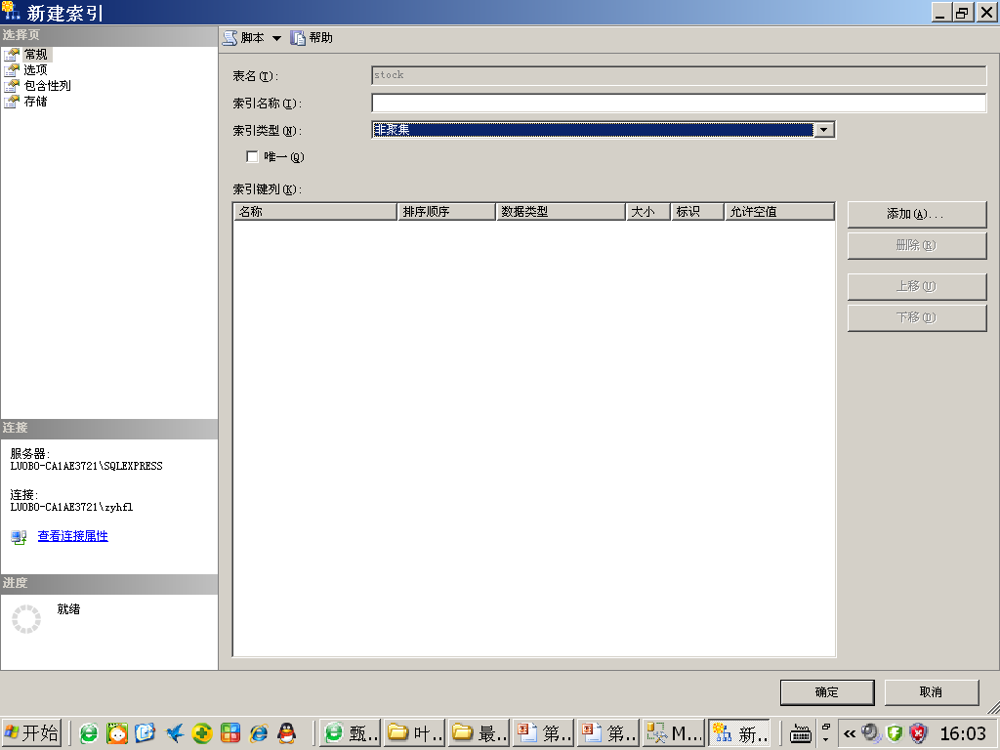 新建索引
选择页
常规
选项
包含性列
存储
脚本 帮助
表名(T): stock
索引名称(I):
索引类型(N): 非聚集
唯一(Q)
索引键列(K):
名称 排序顺序 数据类型 大小 标识 允许空值
添加(A)...
删除(R)
上移(U)
下移(D)
连接
服务器:
LUOBO-CA1AE3721\SQLEXPRESS
连接:
LUOBO-CA1AE3721\zyhfl
查看连接属性
进度
就绪
确定 取消
开始 甄.. 叶.. 最.. 第.. 第.. M... 新.. « 16:03